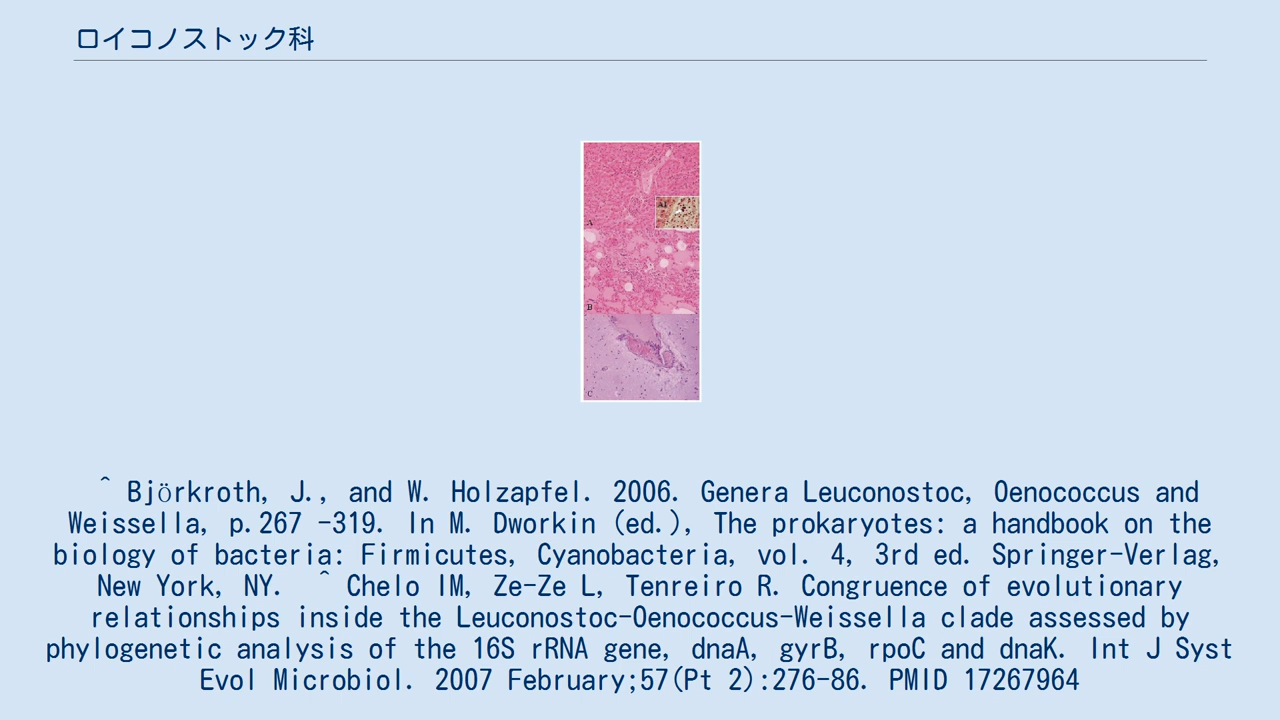 ロイコノストック科
A1
A
B
C
^ Björkroth, J., and W. Holzapfel. 2006. Genera Leuconostoc, Oenococcus and
Weissella, p.267 -319. In M. Dworkin (ed.), The prokaryotes: a handbook on the
biology of bacteria: Firmicutes, Cyanobacteria, vol. 4, 3rd ed. Springer-Verlag,
New York, NY. ^ Chelo IM, Ze-Ze L, Tenreiro R. Congruence of evolutionary
relationships inside the Leuconostoc-Oenococcus-Weissella clade assessed by
phylogenetic analysis of the 16S rRNA gene, dnaA, gyrB, rpoC and dnaK. Int J Syst
Evol Microbiol. 2007 February;57(Pt 2):276-86. PMID 17267964